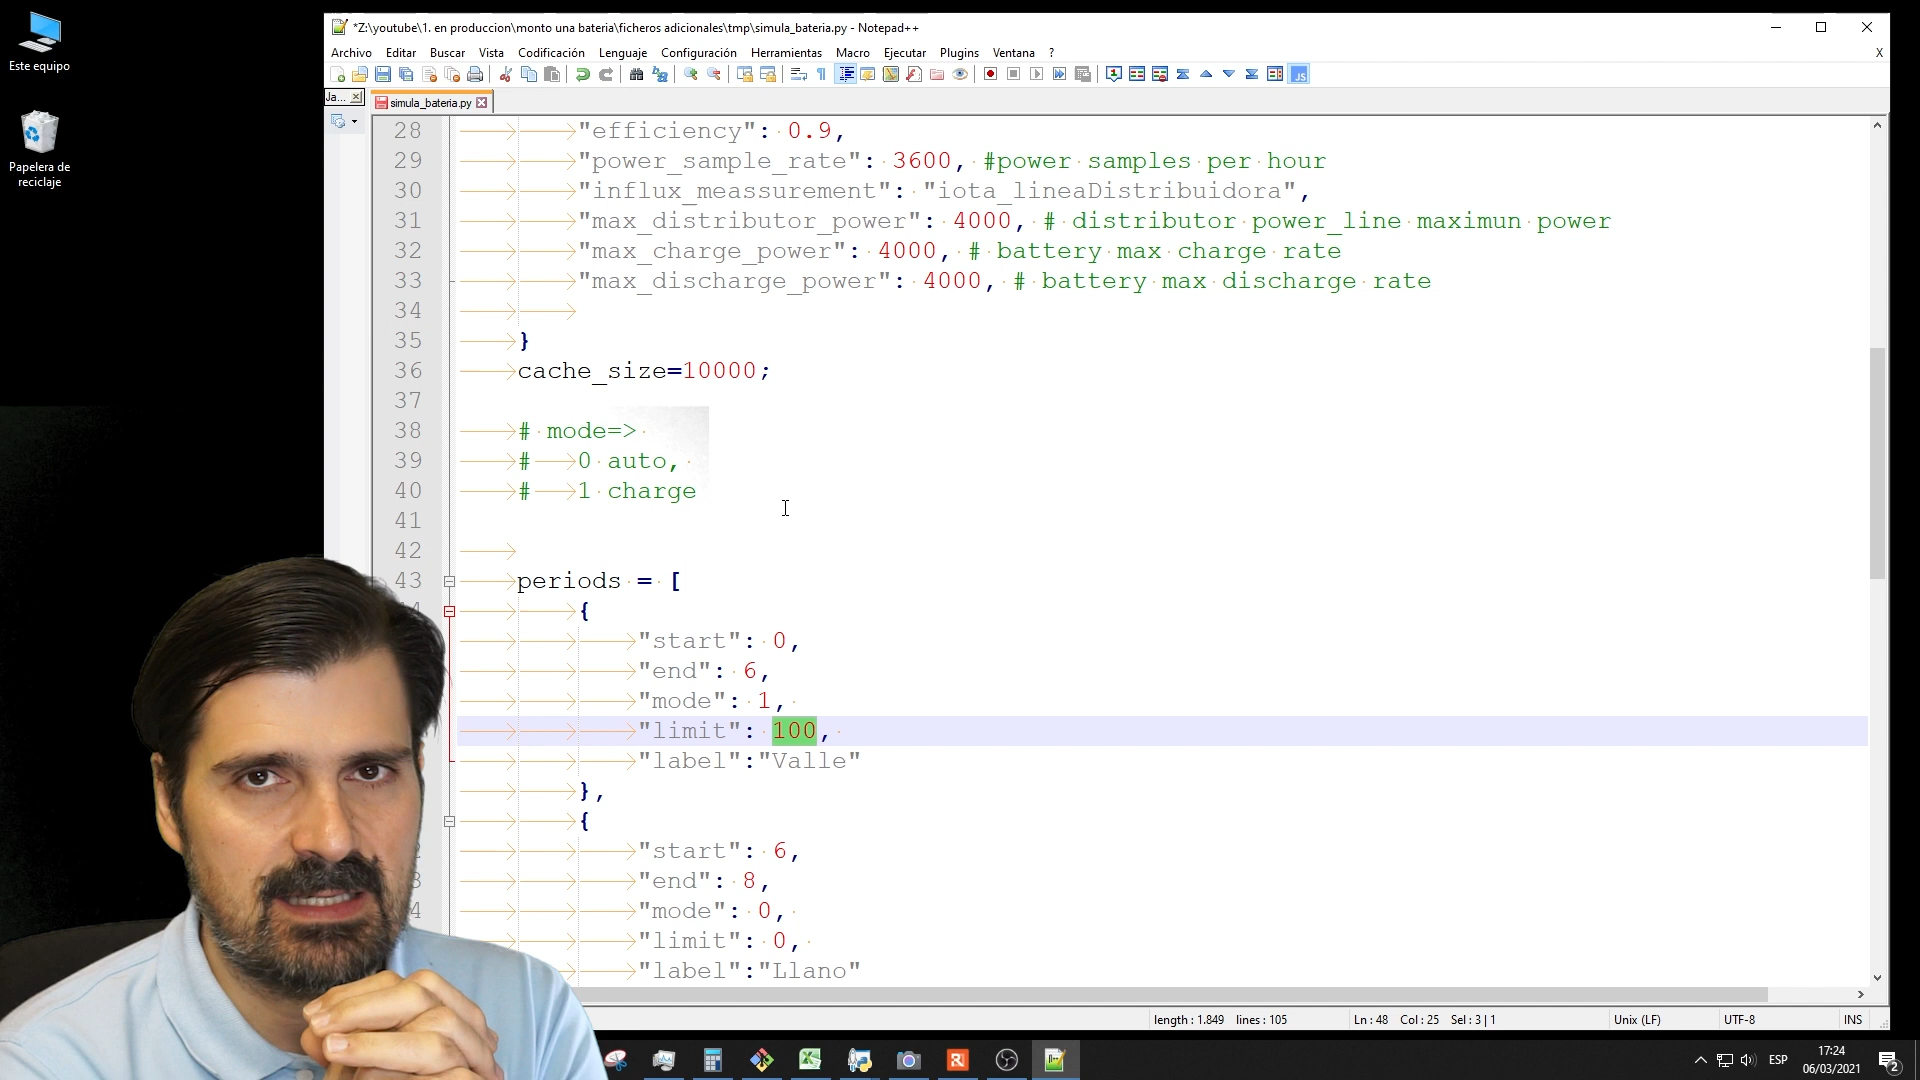 Este equipo
Papelera de
reciclaje
*Z:\youtube\1. en produccion\monto una bateria\ficheros adicionales\tmp\simula_bateria.py - Notepad++
Archivo Editar Buscar Vista Codificación Lenguaje Configuración Herramientas Macro Ejecutar Plugins Ventana ? X
Ja...
simula_bateria.py
28 "efficiency": 0.9,
29 "power_sample_rate": 3600, #power samples per hour
30 "influx_meassurement": "iota_lineaDistribuidora",
31 "max_distributor_power": 4000, # distributor power_line maximun power
32 "max_charge_power": 4000, # battery max charge rate
33 "max_discharge_power": 4000, # battery max discharge rate
34
35 }
36 cache_size=10000;
37
38 # mode=>
39 # 0 auto,
40 # 1 charge
41
42
43 periods = [
{
"start": 0,
"end": 6,
"mode": 1,
"limit": 100,
"label":"Valle"
},
{
"start": 6,
"end": 8,
"mode": 0,
"limit": 0,
"label":"Llano"
length : 1.849 lines : 105 Ln : 48 Col : 25 Sel : 3 | 1 Unix (LF) UTF-8 INS
ESP
17:24
06/03/2021
2